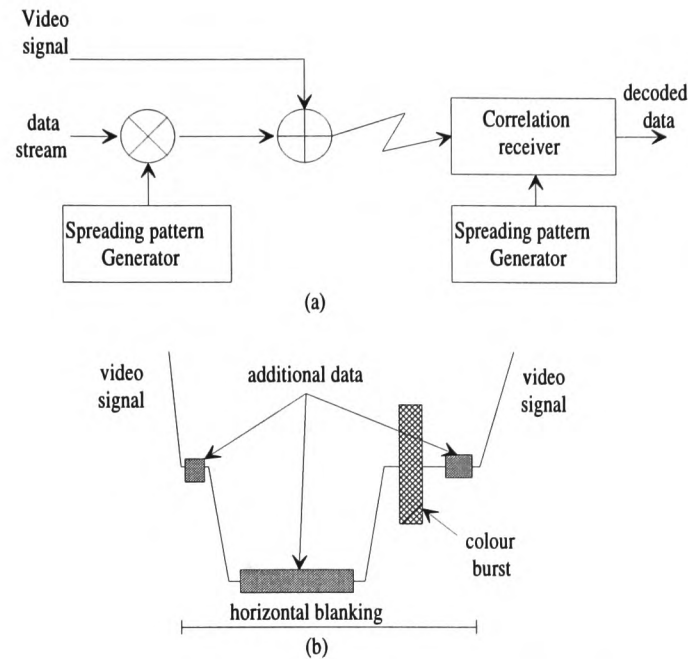 Video
signal
data
stream
Spreading pattern
Generator
Correlation
receiver
decoded
data
Spreading pattern
Generator
(a)
video
signal
additional data
video
signal
colour
burst
horizontal blanking
(b)